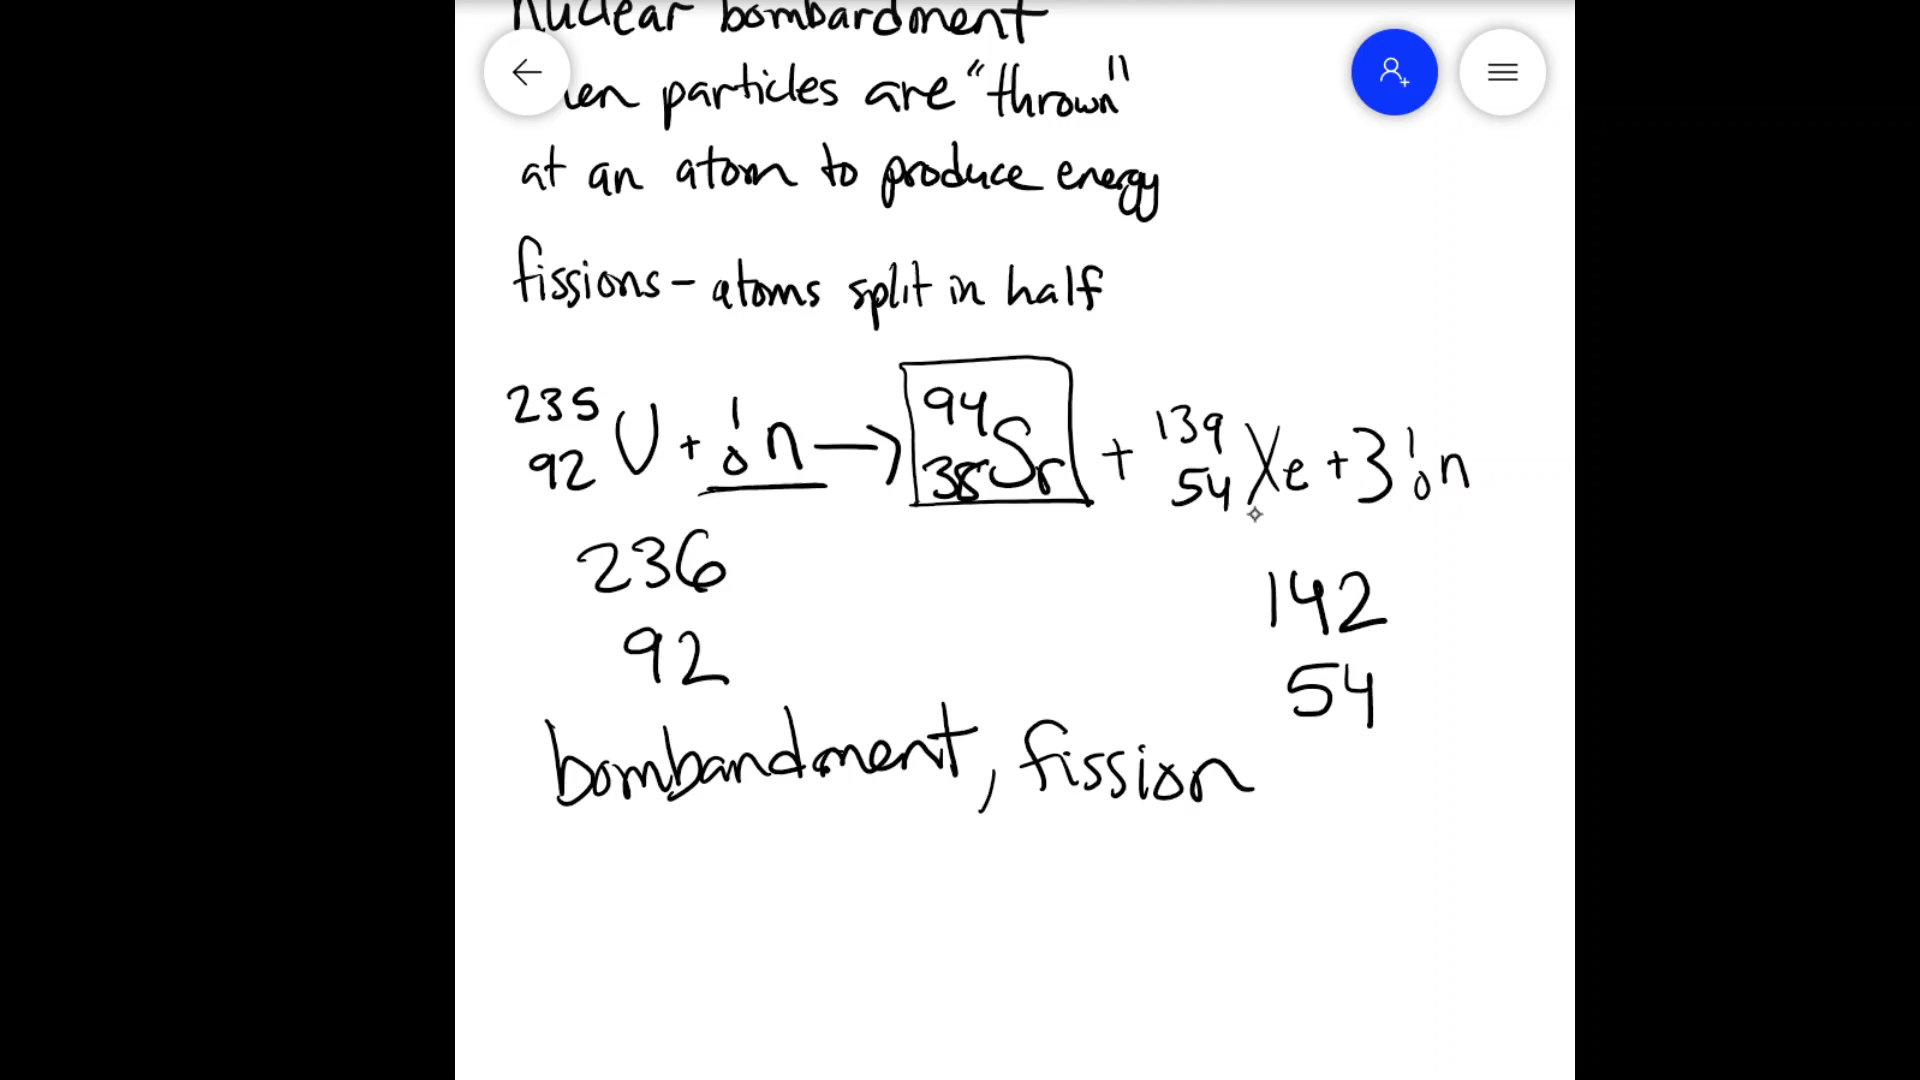 nuclear bombardment
particles are "thrown"
at an atom to produce energy
fissions - atoms split in half
235 92 U + 1 0 n → 94 38 Sr + 139 54 Xe + 3 1 0 n
236
92
142
54
bombandment, fission